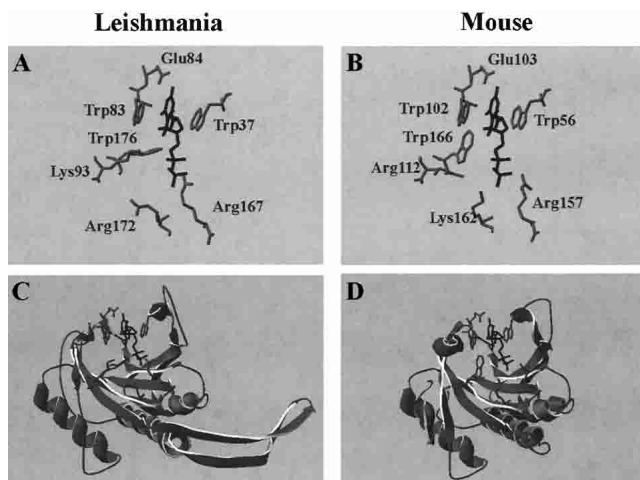 Leishmania
Mouse
A
Glu84
Trp83
Trp37
Trp176
Lys93
Arg167
Arg172
B
Glu103
Trp102
Trp56
Trp166
Arg112
Arg157
Lys162
C
D